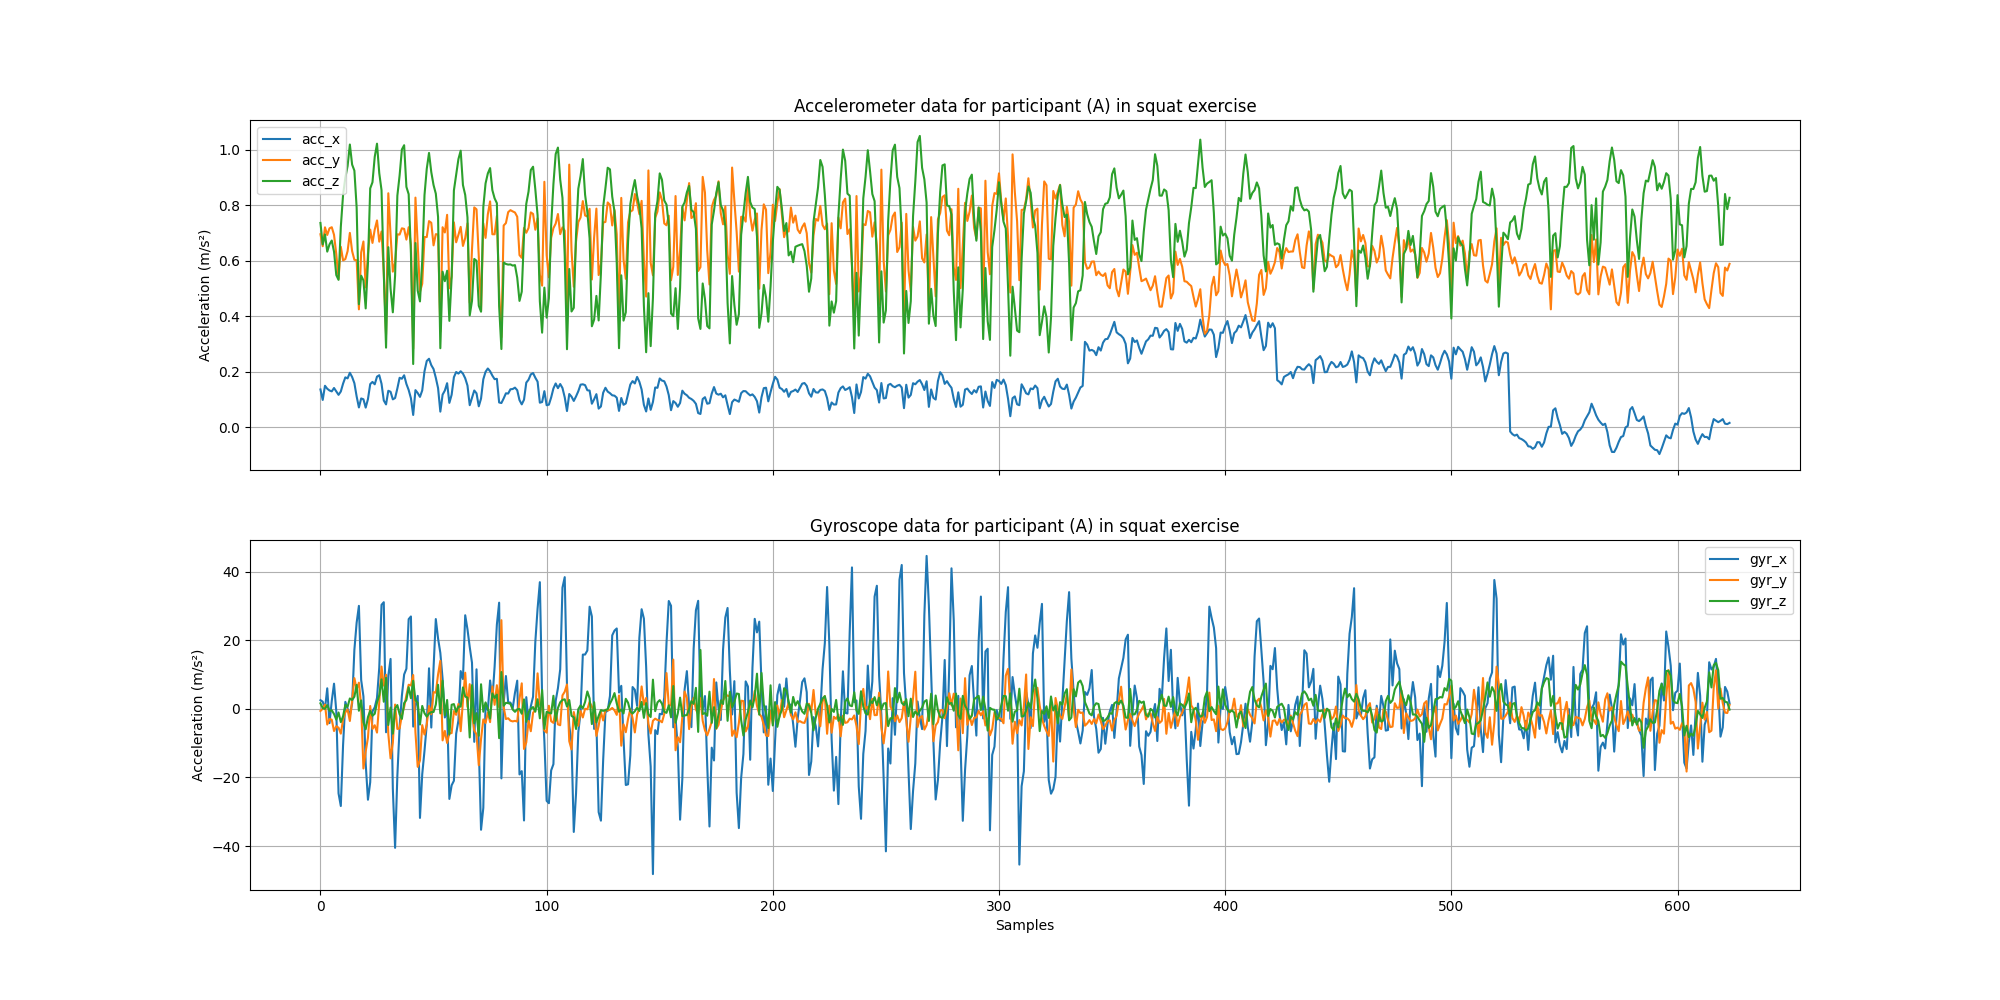 Accelerometer data for participant (A) in squat exercise
acc_x
acc_y
acc_z
Acceleration (m/s²)
1.0
0.8
0.6
0.4
0.2
0.0
Gyroscope data for participant (A) in squat exercise
gyr_x
gyr_y
gyr_z
Acceleration (m/s²)
40
20
0
−20
−40
0 100 200 300 400 500 600
Samples